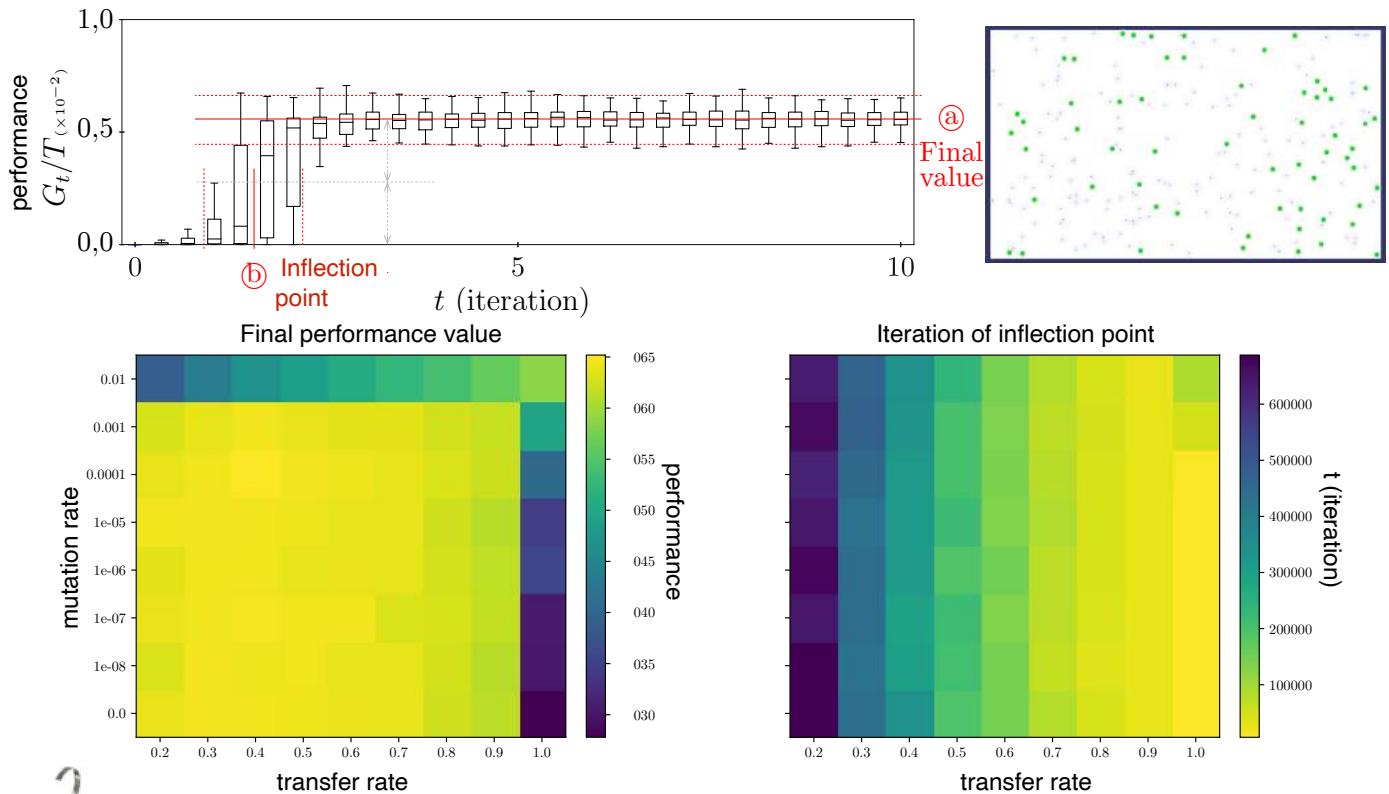 1,0
0,5
0,0
performance
G_t/T (×10^{-2})
0
5
10
t (iteration)
ⓐ
Final
value
ⓑ
Inflection
point
Final performance value
0.01
0.001
0.0001
1e-05
1e-06
1e-07
1e-08
0.0
mutation rate
0.2 0.3 0.4 0.5 0.6 0.7 0.8 0.9 1.0
transfer rate
065
060
055
050
045
040
035
030
performance
Iteration of inflection point
0.2 0.3 0.4 0.5 0.6 0.7 0.8 0.9 1.0
transfer rate
600000
500000
400000
300000
200000
100000
t (iteration)